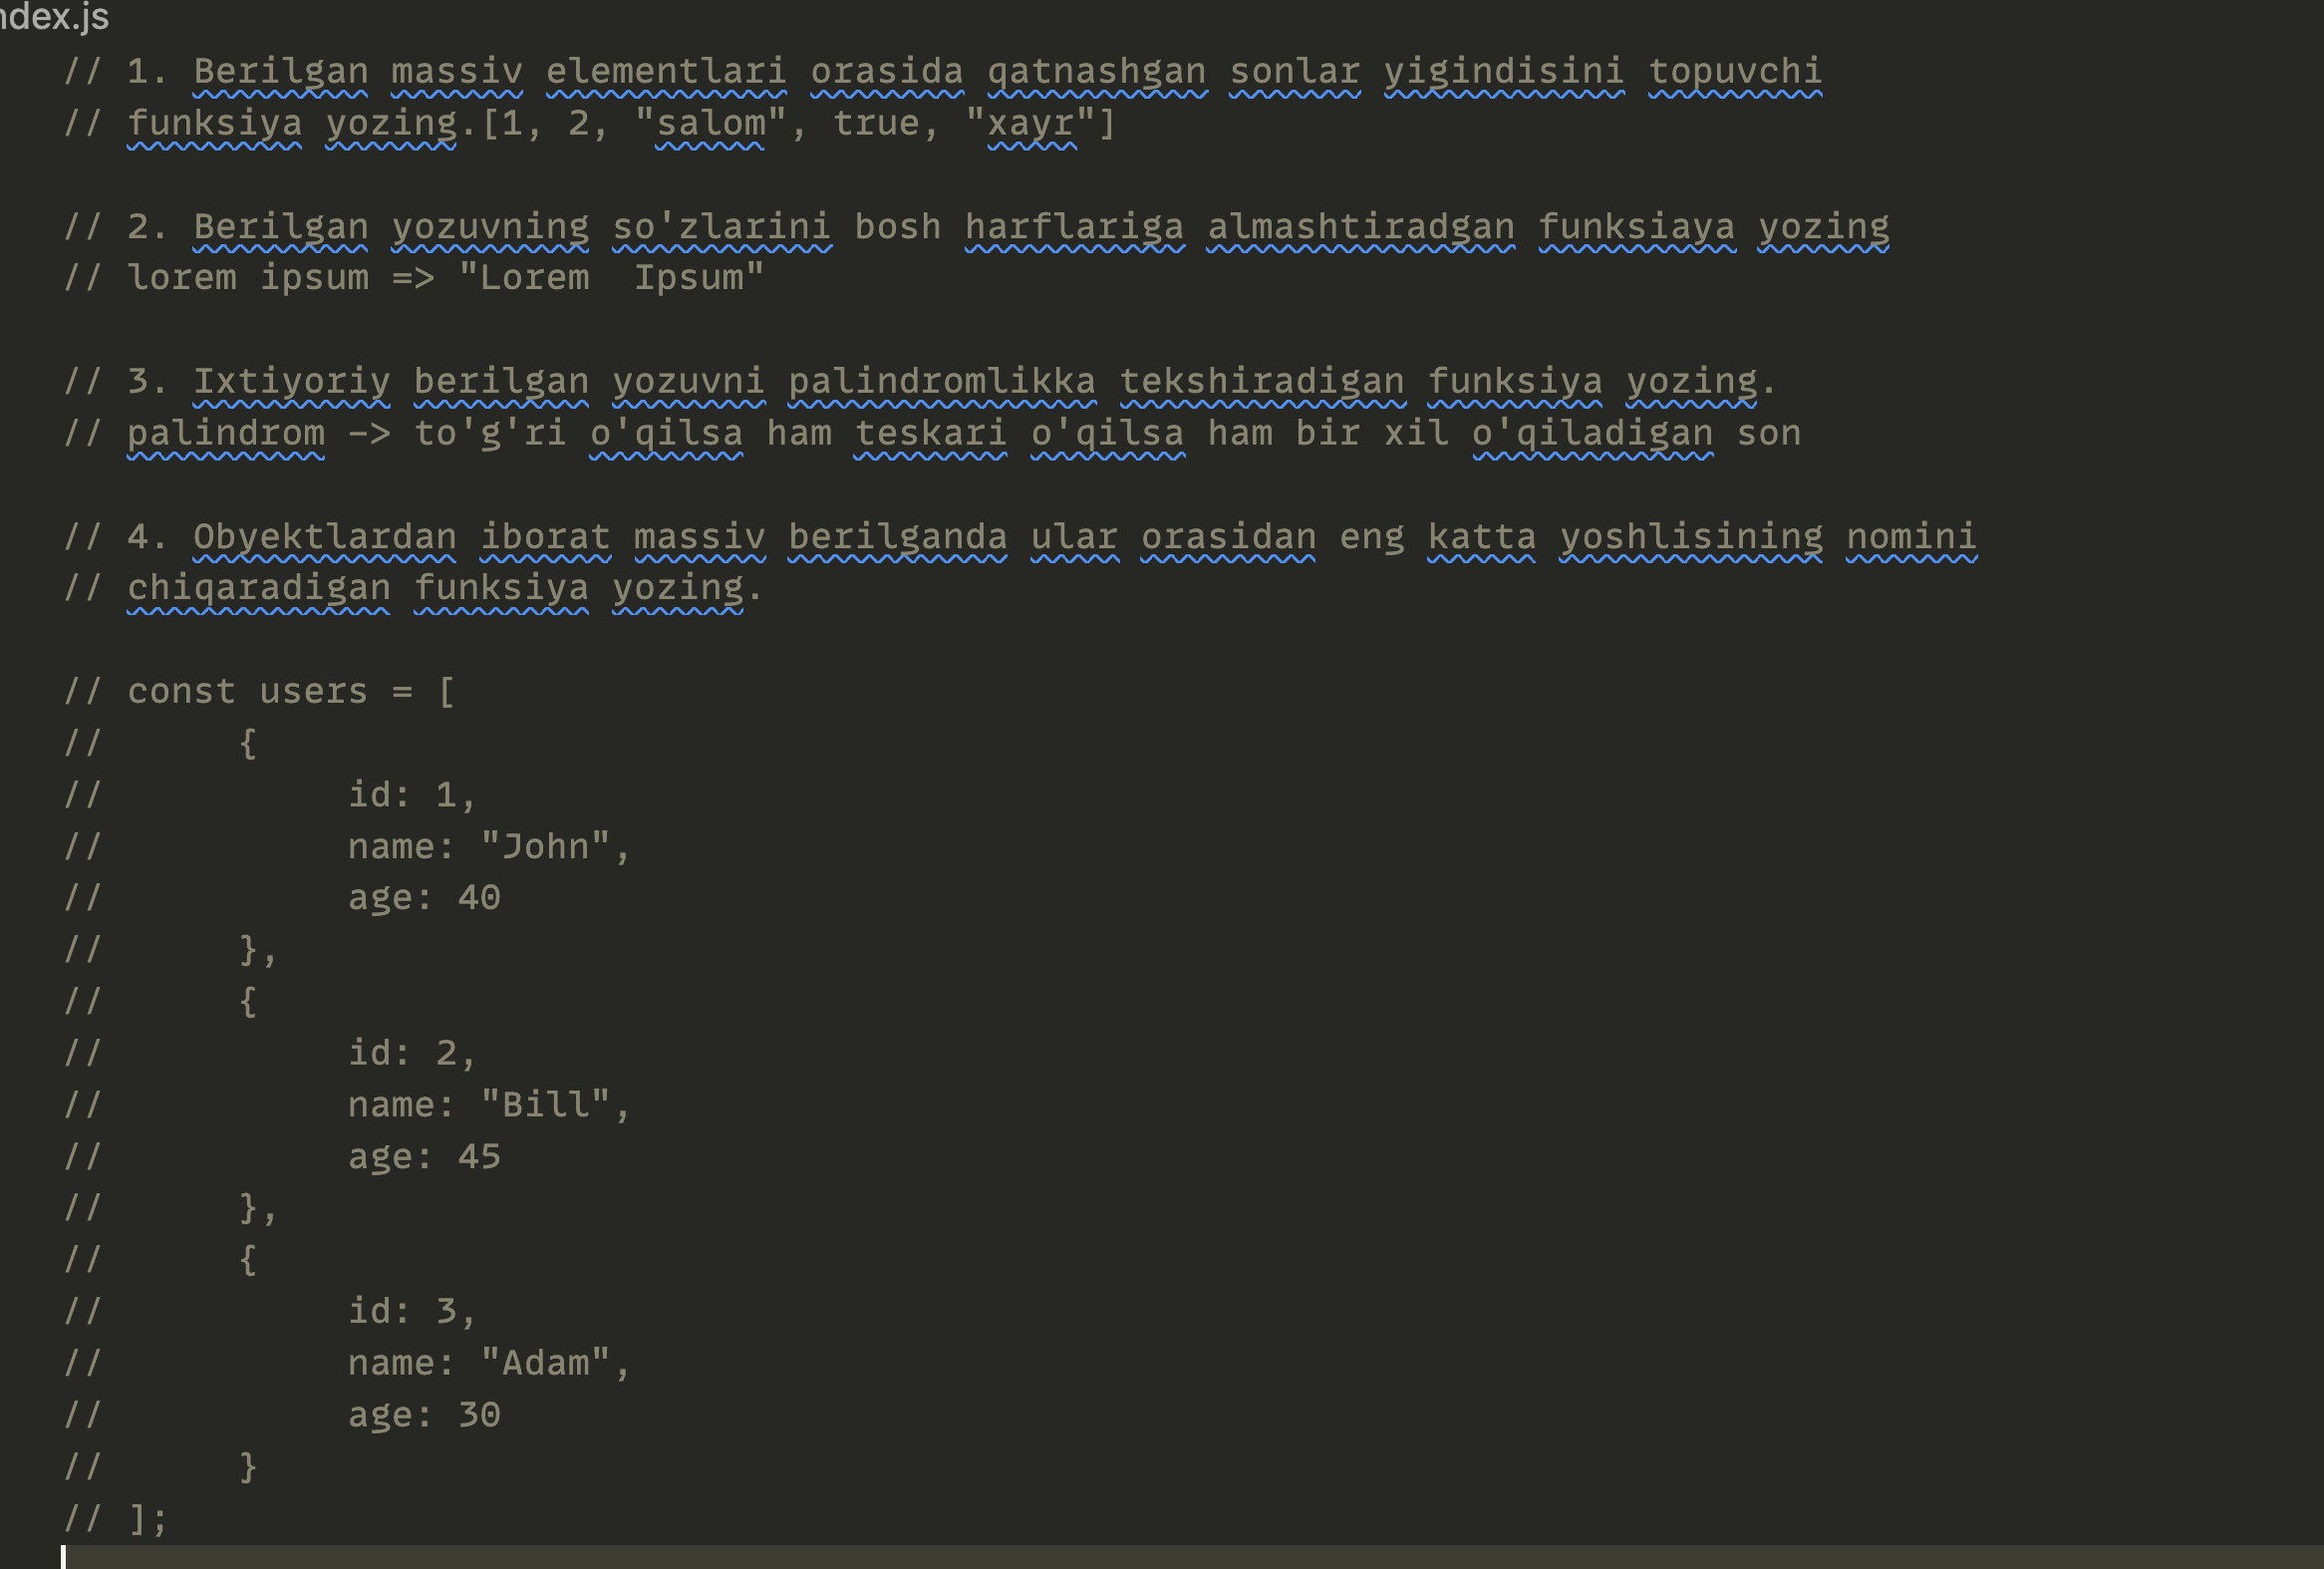 ndex.js
// 1. Berilgan massiv elementlari orasida qatnashgan sonlar yigindisini topuvchi
// funksiya yozing.[1, 2, "salom", true, "xayr"]
// 2. Berilgan yozuvning so'zlarini bosh harflariga almashtiradgan funksiaya yozing
// lorem ipsum => "Lorem  Ipsum"
// 3. Ixtiyoriy berilgan yozuvni palindromlikka tekshiradigan funksiya yozing.
// palindrom -> to'g'ri o'qilsa ham teskari o'qilsa ham bir xil o'qiladigan son
// 4. Obyektlardan iborat massiv berilganda ular orasidan eng katta yoshlisining nomini
// chiqaradigan funksiya yozing.
// const users = [
//      {
//           id: 1,
//           name: "John",
//           age: 40
//      },
//      {
//           id: 2,
//           name: "Bill",
//           age: 45
//      },
//      {
//           id: 3,
//           name: "Adam",
//           age: 30
//      }
// ];